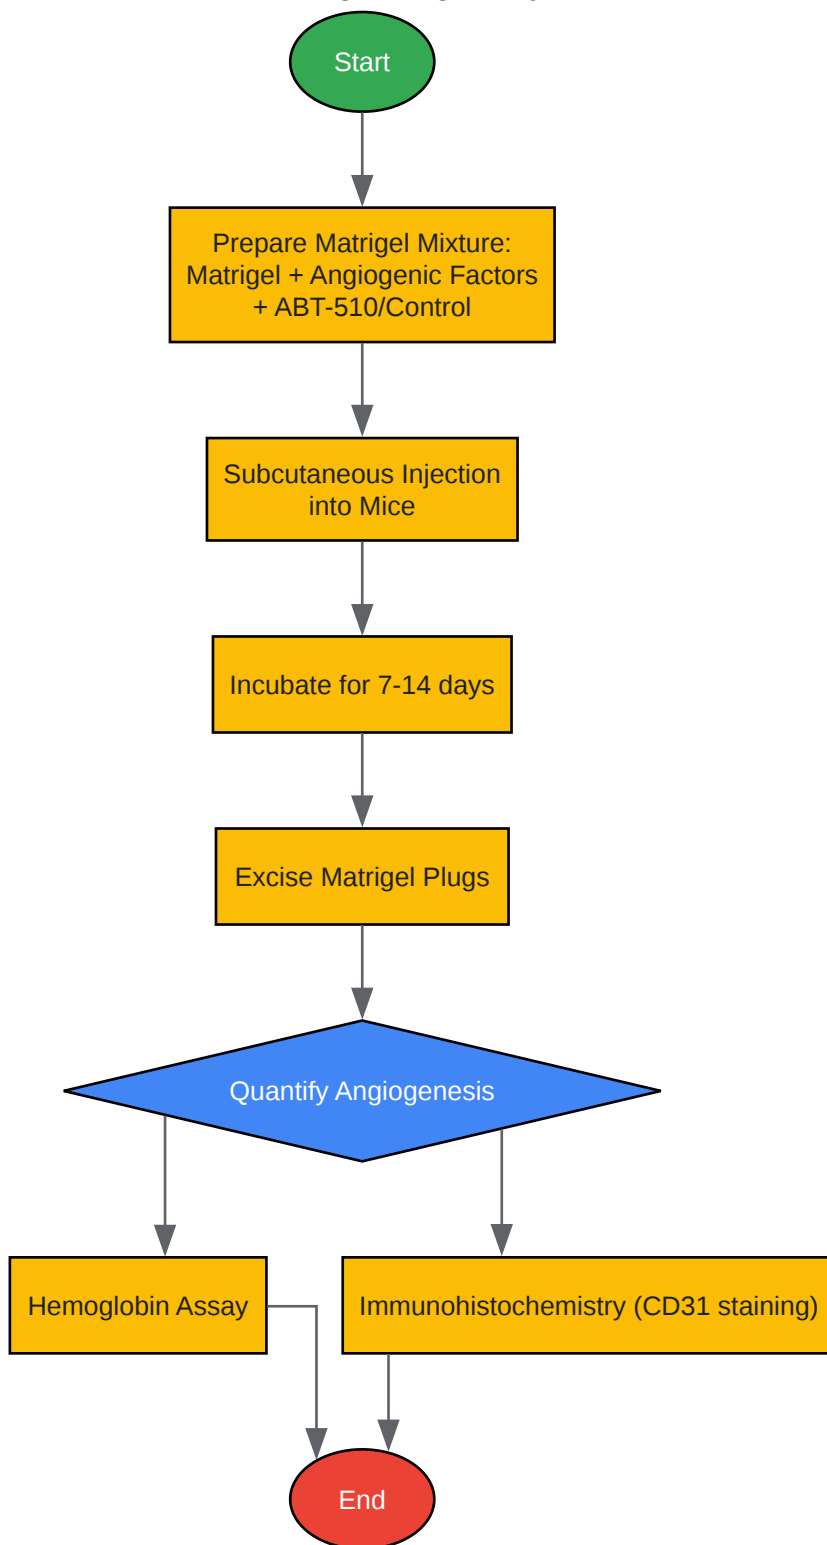 Start
Prepare Matrigel Mixture:
Matrigel + Angiogenic Factors
+ ABT-510/Control
Subcutaneous Injection
into Mice
Incubate for 7-14 days
Excise Matrigel Plugs
Quantify Angiogenesis
Hemoglobin Assay
Immunohistochemistry (CD31 staining)
End